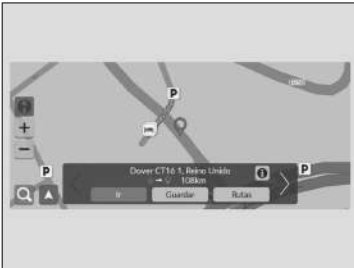 P
+
−
P
Dover CT16 1, Reino Unido
108km
P
Ir
Guardar
Rutas